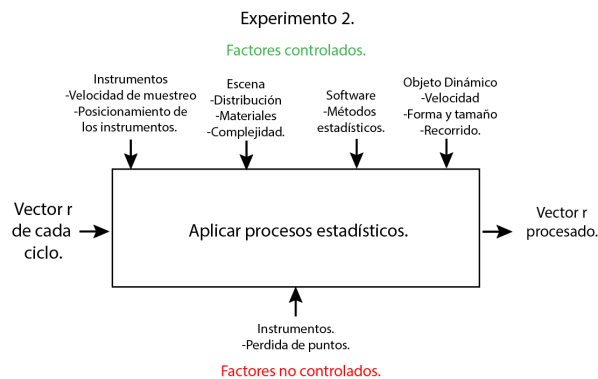 Experimento 2.
Factores controlados.
Instrumentos
-Velocidad de muestreo
-Posicionamiento de
los instrumentos.
Escena
-Distribución
-Materiales
-Complejidad.
Software
-Métodos
estadísticos.
Objeto Dinámico
-Velocidad
-Forma y tamaño
-Recorrido.
Vector r
de cada
ciclo.
Aplicar procesos estadísticos.
Vector r
procesado.
Instrumentos.
-Perdida de puntos.
Factores no controlados.